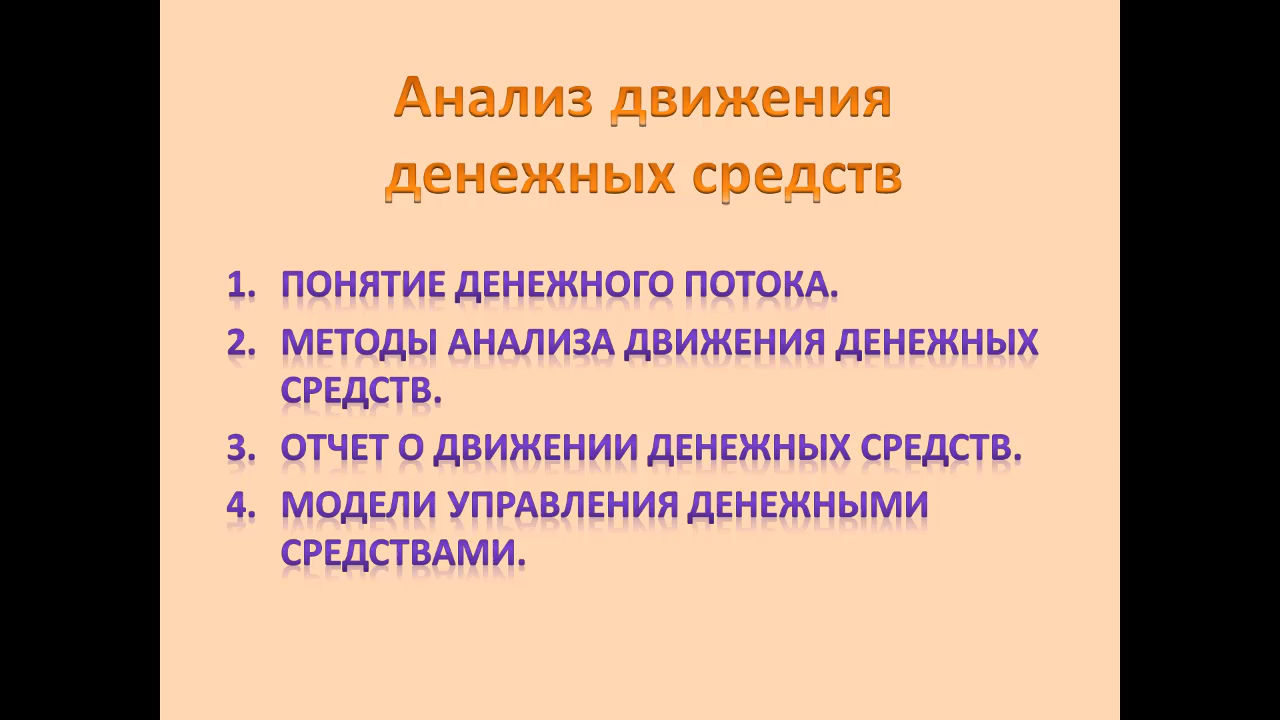 Анализ движения
денежных средств
1. ПОНЯТИЕ ДЕНЕЖНОГО ПОТОКА.
2. МЕТОДЫ АНАЛИЗА ДВИЖЕНИЯ ДЕНЕЖНЫХ
СРЕДСТВ.
3. ОТЧЕТ О ДВИЖЕНИИ ДЕНЕЖНЫХ СРЕДСТВ.
4. МОДЕЛИ УПРАВЛЕНИЯ ДЕНЕЖНЫМИ
СРЕДСТВАМИ.